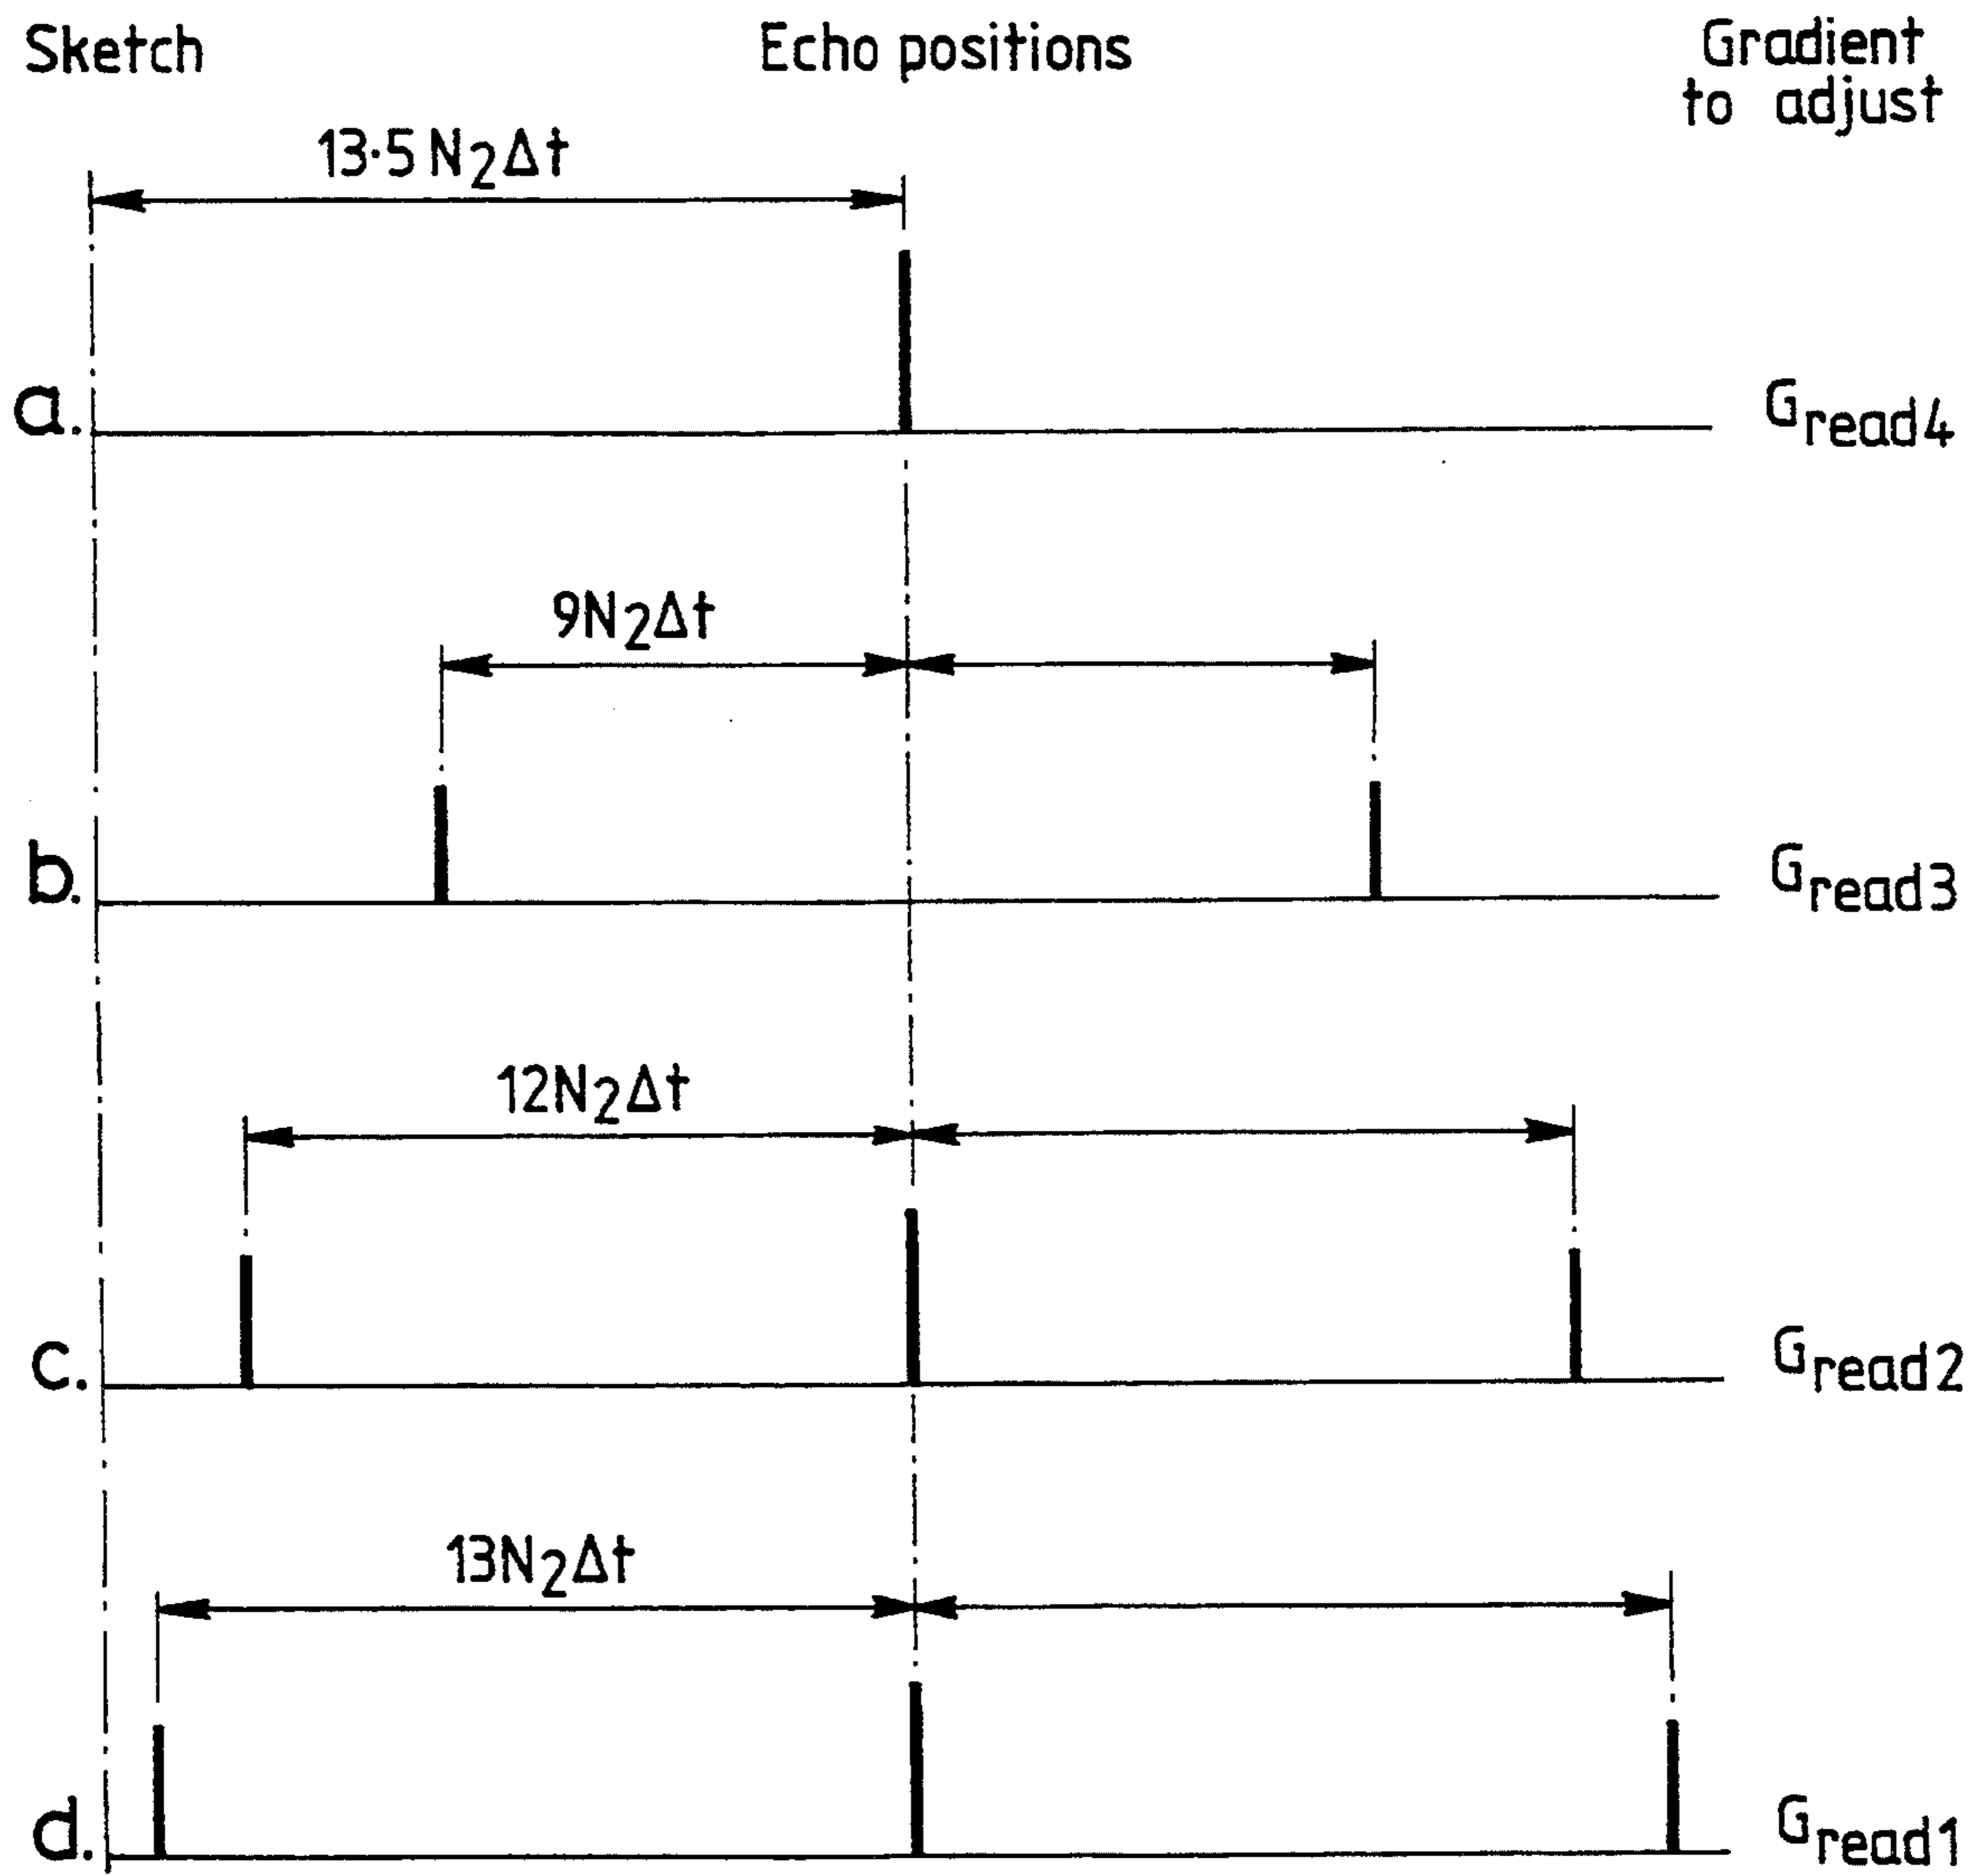 Sketch
Echo positions
Gradient
to adjust
13·5 N₂Δt
a.
Gread4
9N₂Δt
b.
Gread3
12N₂Δt
c.
Gread2
13N₂Δt
d.
Gread1